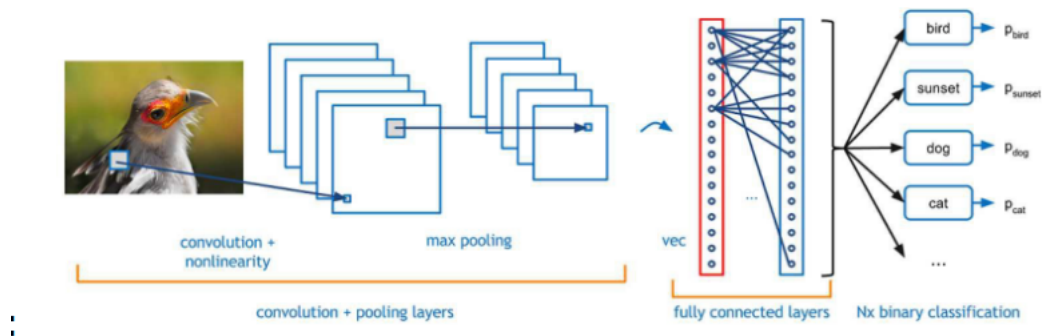 bird
p_bird
sunset
p_sunset
dog
p_dog
cat
p_cat
...
...
convolution +
nonlinearity
max pooling
vec
convolution + pooling layers
fully connected layers
Nx binary classification